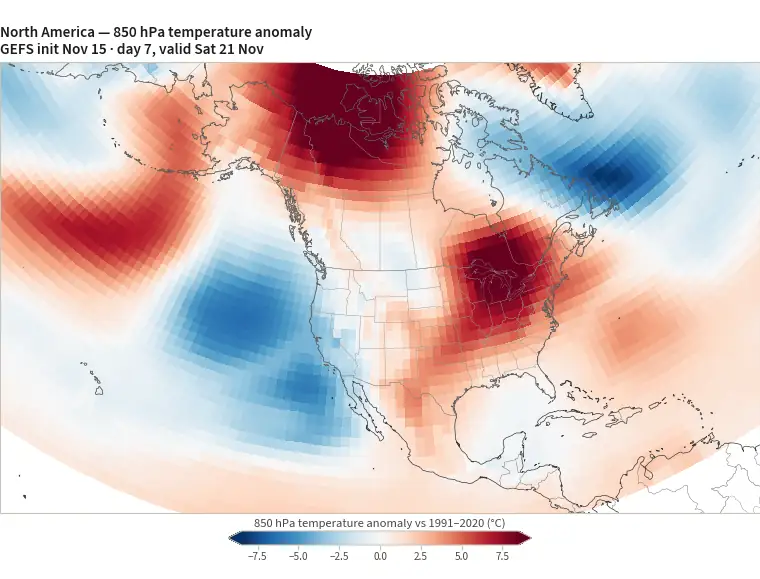 North America — 850 hPa temperature anomaly
GEFS init Nov 15 · day 7, valid Sat 21 Nov
850 hPa temperature anomaly vs 1991–2020 (°C)
−7.5 −5.0 −2.5 0.0 2.5 5.0 7.5